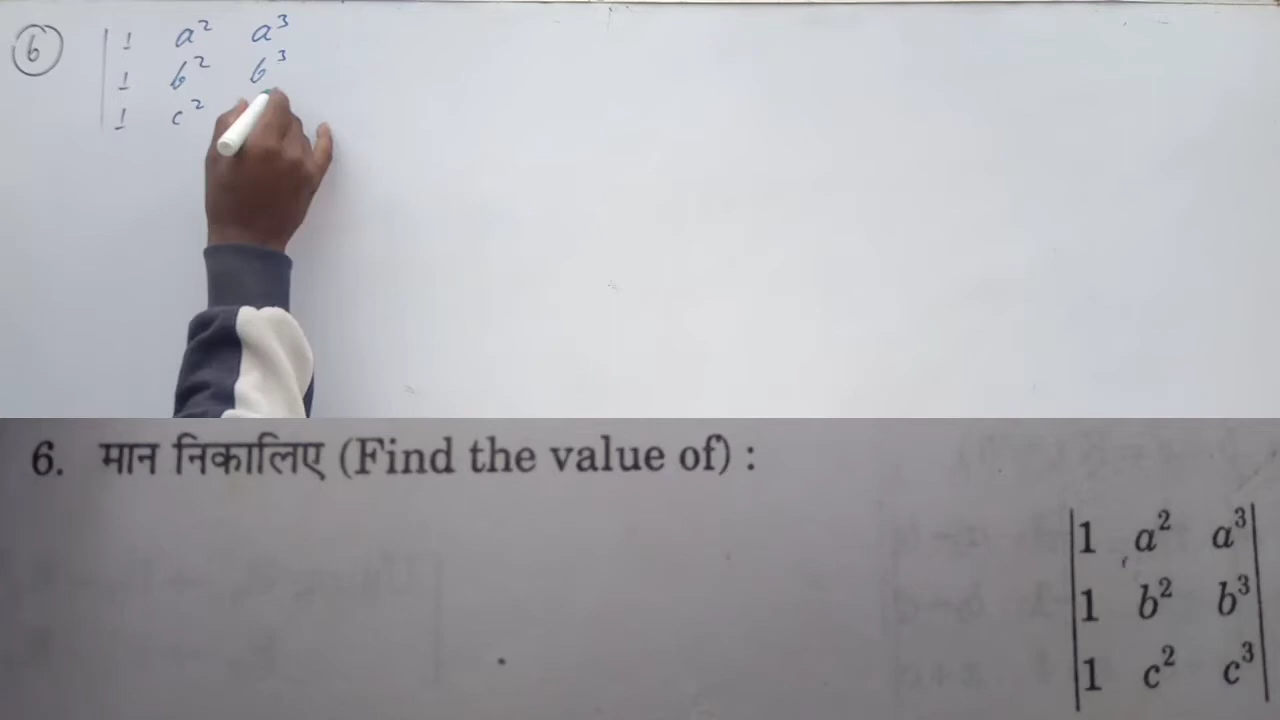 6 | 1 a² a³
1 b² b³
1 c²
6. मान निकालिए (Find the value of) :
|1 a² a³|
|1 b² b³|
|1 c² c³|